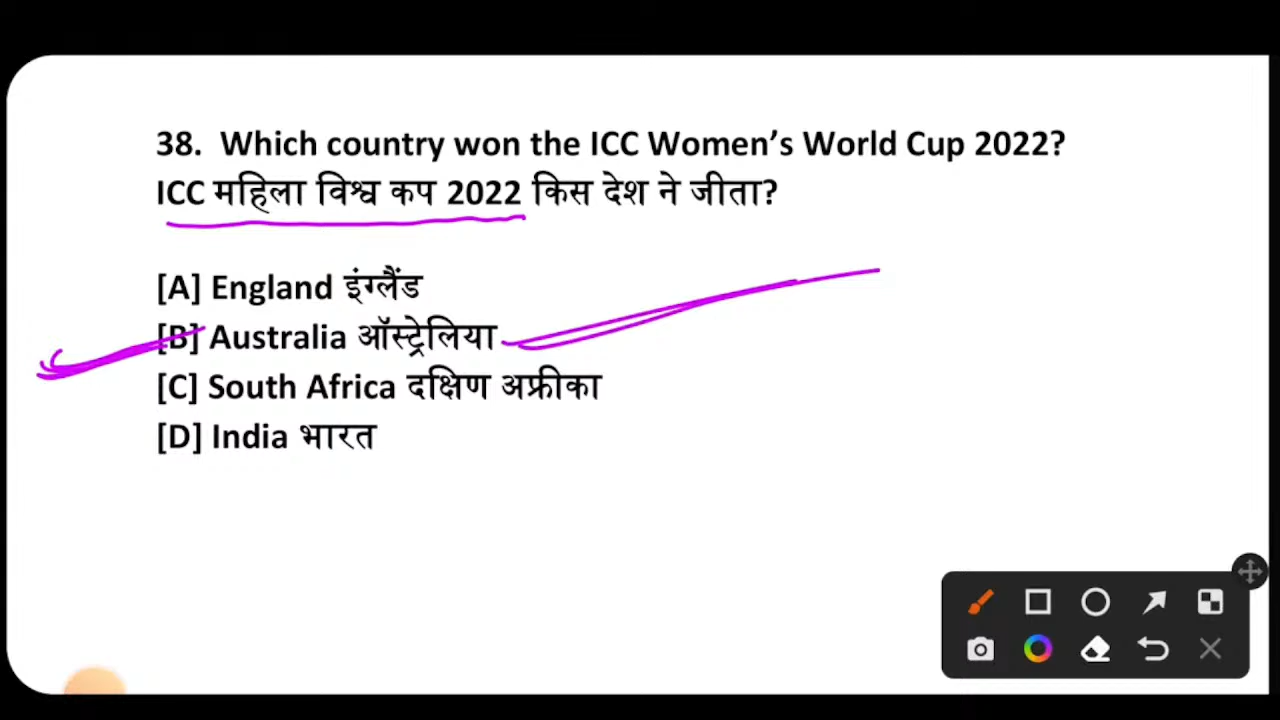 38. Which country won the ICC Women’s World Cup 2022?
ICC महिला विश्व कप 2022 किस देश ने जीता?
[A] England इंग्लैंड
[B] Australia ऑस्ट्रेलिया
[C] South Africa दक्षिण अफ्रीका
[D] India भारत